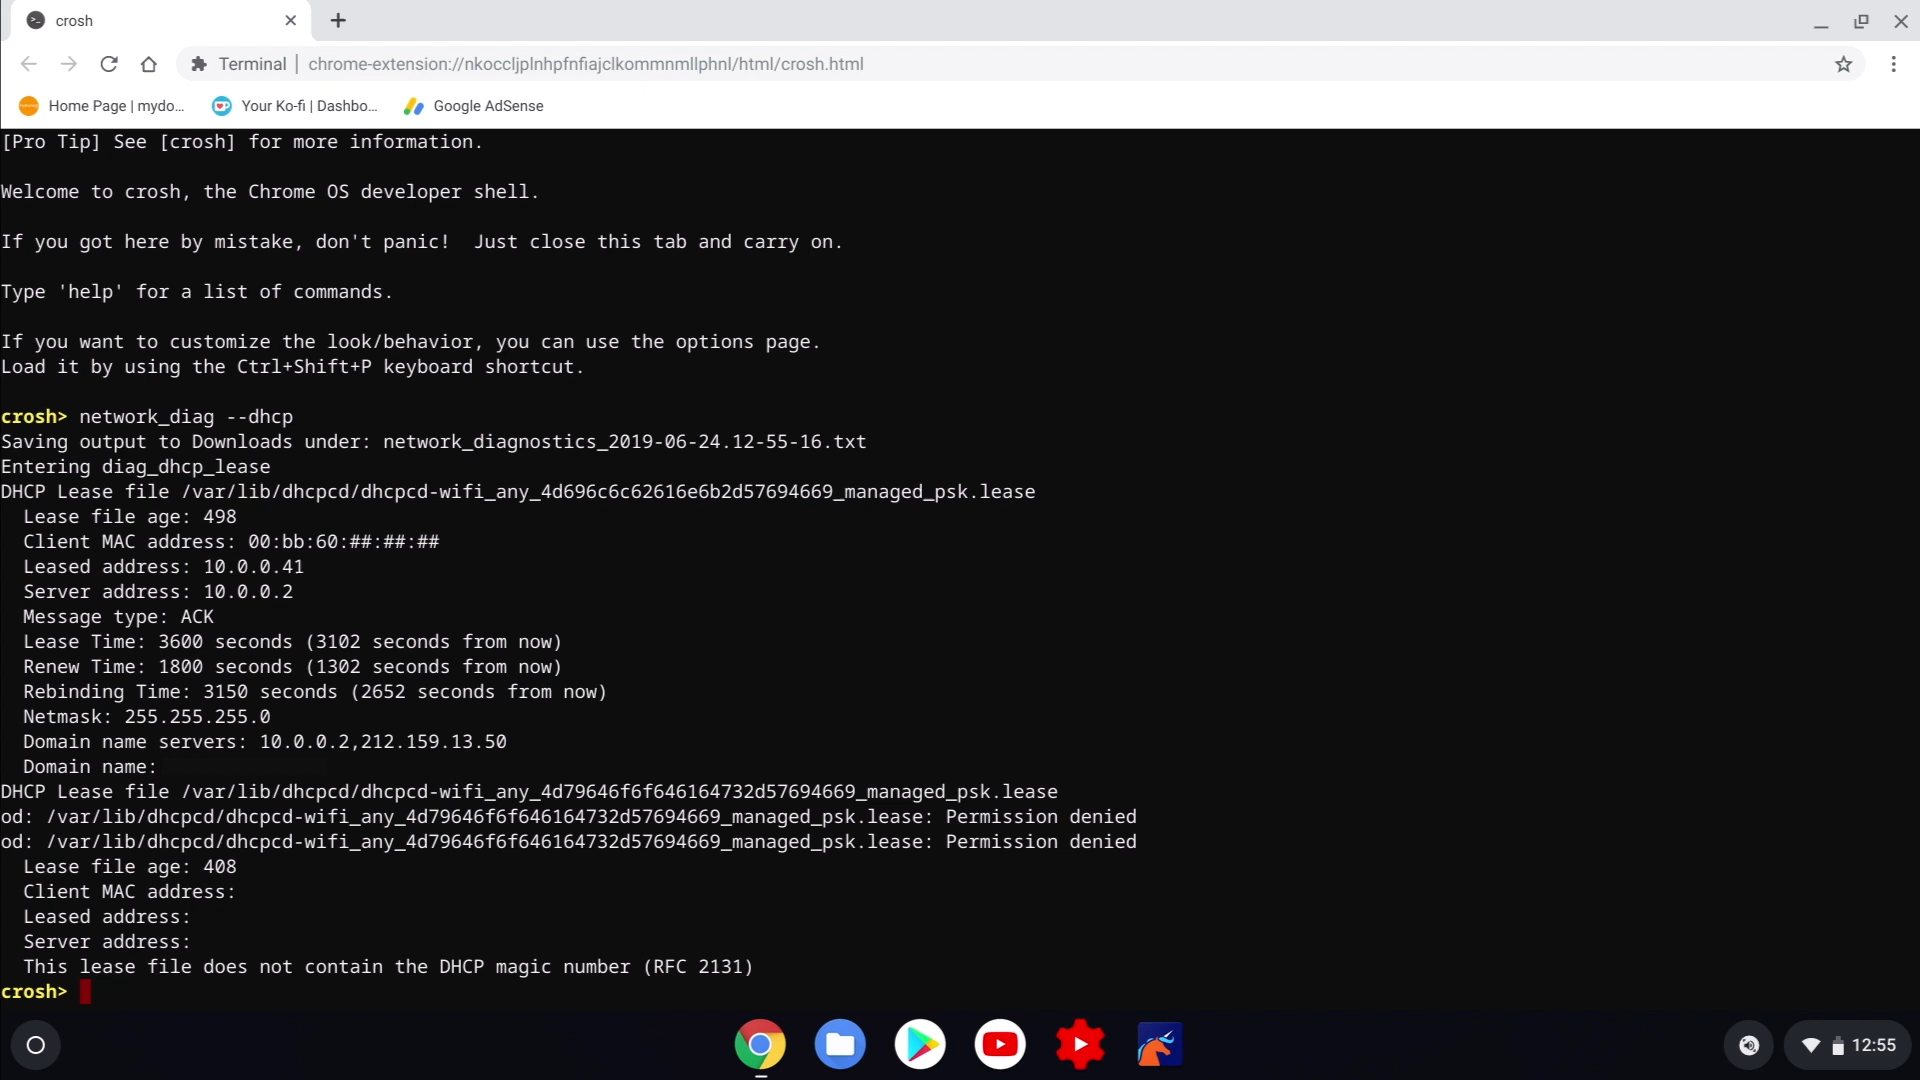 crosh
Terminal | chrome-extension://nkoccljplnhpfnfiajclkommnmllphnl/html/crosh.html
Home Page | mydo...
Your Ko-fi | Dashbo...
Google AdSense
[Pro Tip] See [crosh] for more information.
Welcome to crosh, the Chrome OS developer shell.
If you got here by mistake, don't panic!  Just close this tab and carry on.
Type 'help' for a list of commands.
If you want to customize the look/behavior, you can use the options page.
Load it by using the Ctrl+Shift+P keyboard shortcut.
crosh> network_diag --dhcp
Saving output to Downloads under: network_diagnostics_2019-06-24.12-55-16.txt
Entering diag_dhcp_lease
DHCP Lease file /var/lib/dhcpcd/dhcpcd-wifi_any_4d696c6c62616e6b2d57694669_managed_psk.lease
Lease file age: 498
Client MAC address: 00:bb:60:##:##:##
Leased address: 10.0.0.41
Server address: 10.0.0.2
Message type: ACK
Lease Time: 3600 seconds (3102 seconds from now)
Renew Time: 1800 seconds (1302 seconds from now)
Rebinding Time: 3150 seconds (2652 seconds from now)
Netmask: 255.255.255.0
Domain name servers: 10.0.0.2,212.159.13.50
Domain name:
DHCP Lease file /var/lib/dhcpcd/dhcpcd-wifi_any_4d79646f6f646164732d57694669_managed_psk.lease
od: /var/lib/dhcpcd/dhcpcd-wifi_any_4d79646f6f646164732d57694669_managed_psk.lease: Permission denied
od: /var/lib/dhcpcd/dhcpcd-wifi_any_4d79646f6f646164732d57694669_managed_psk.lease: Permission denied
Lease file age: 408
Client MAC address:
Leased address:
Server address:
This lease file does not contain the DHCP magic number (RFC 2131)
crosh>
12:55